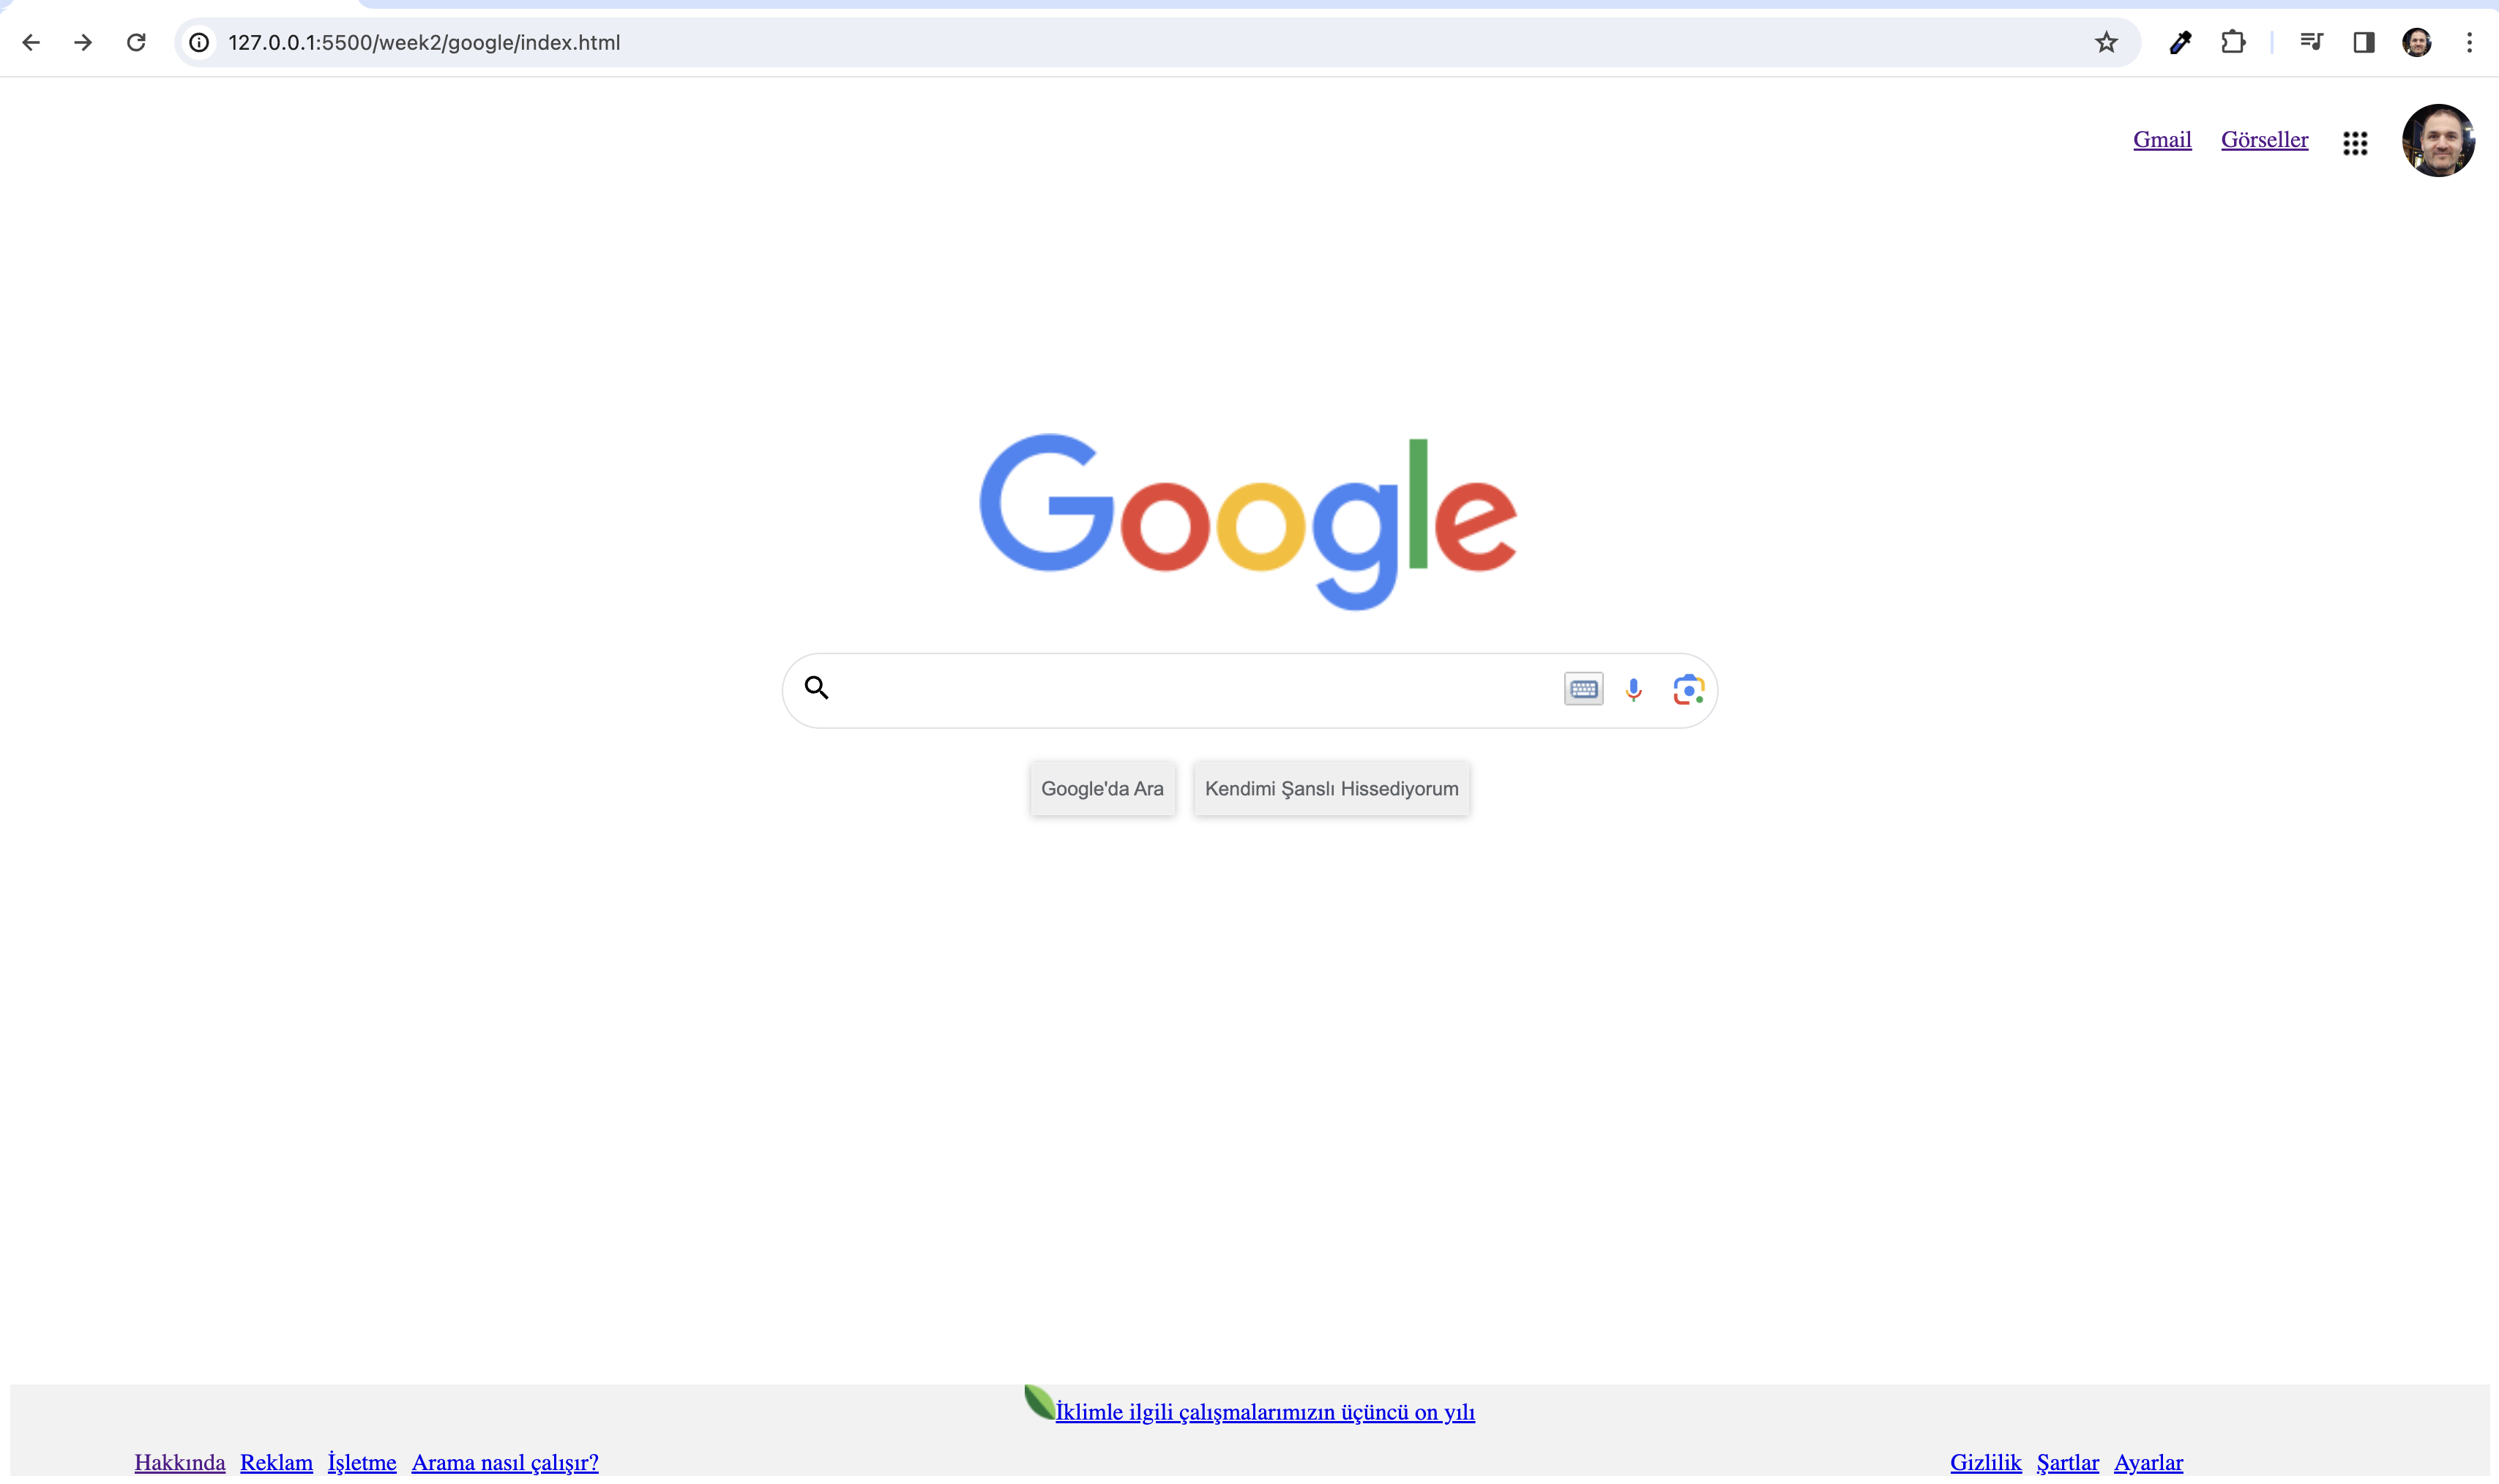 127.0.0.1:5500/week2/google/index.html
Gmail Görseller
Google
Google'da Ara Kendimi Şanslı Hissediyorum
İklimle ilgili çalışmalarımızın üçüncü on yılı
Hakkında Reklam İşletme Arama nasıl çalışır? Gizlilik Şartlar Ayarlar